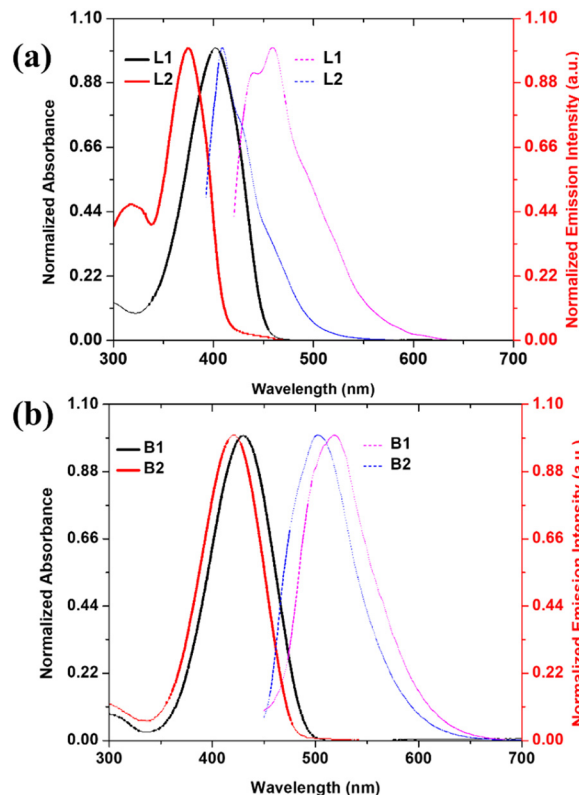 (a)
Normalized Absorbance
1.10
0.88
0.66
0.44
0.22
0.00
L1
L2
L1
L2
1.10
0.88
0.66
0.44
0.22
0.00
Normalized Emission Intensity (a.u.)
300 400 500 600 700
Wavelength (nm)
(b)
Normalized Absorbance
1.10
0.88
0.66
0.44
0.22
0.00
B1
B2
B1
B2
1.10
0.88
0.66
0.44
0.22
0.00
Normalized Emission Intensity (a.u.)
300 400 500 600 700
Wavelength (nm)